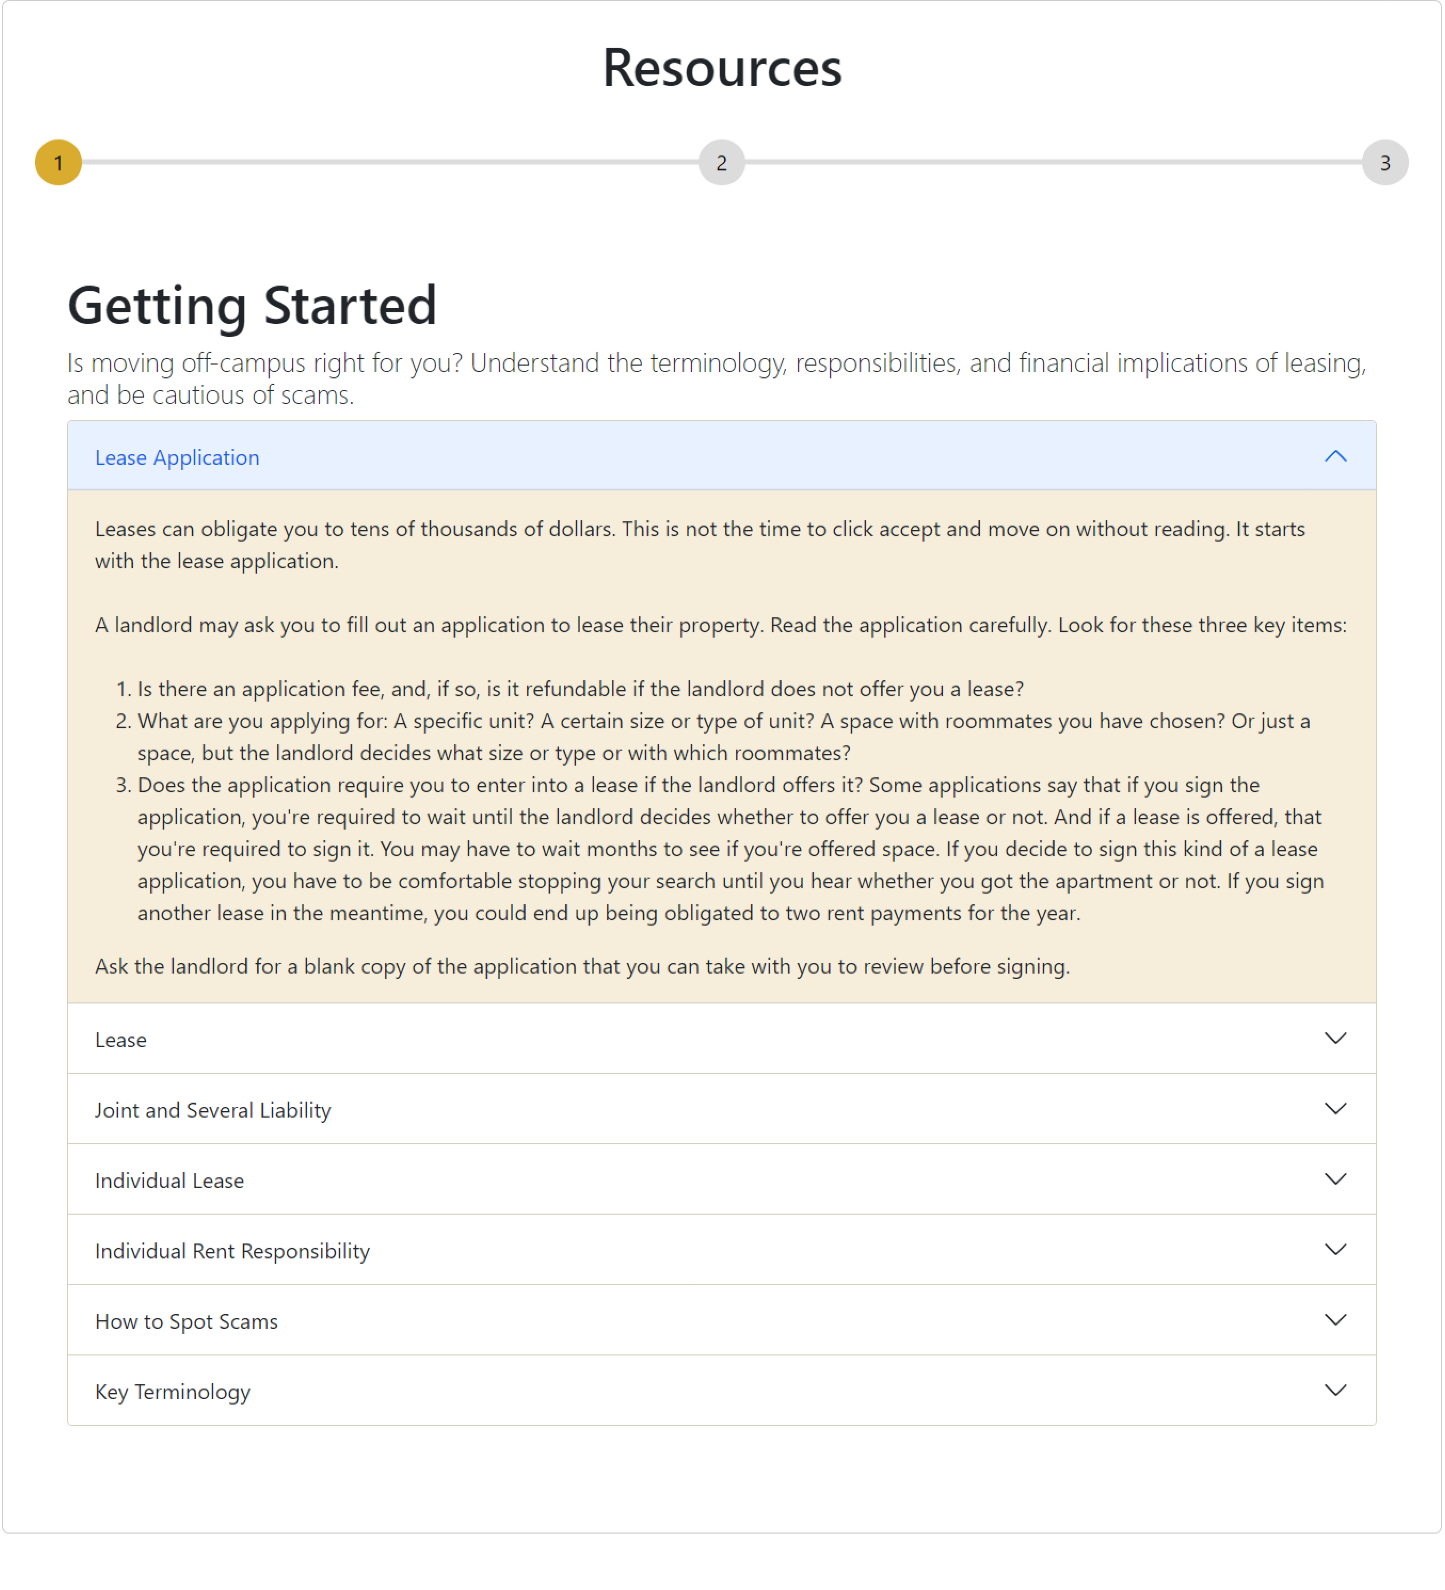 Resources
1
2
3
Getting Started
Is moving off-campus right for you? Understand the terminology, responsibilities, and financial implications of leasing,
and be cautious of scams.
Lease Application
Leases can obligate you to tens of thousands of dollars. This is not the time to click accept and move on without reading. It starts
with the lease application.
A landlord may ask you to fill out an application to lease their property. Read the application carefully. Look for these three key items:
1. Is there an application fee, and, if so, is it refundable if the landlord does not offer you a lease?
2. What are you applying for: A specific unit? A certain size or type of unit? A space with roommates you have chosen? Or just a
space, but the landlord decides what size or type or with which roommates?
3. Does the application require you to enter into a lease if the landlord offers it? Some applications say that if you sign the
application, you're required to wait until the landlord decides whether to offer you a lease or not. And if a lease is offered, that
you're required to sign it. You may have to wait months to see if you're offered space. If you decide to sign this kind of a lease
application, you have to be comfortable stopping your search until you hear whether you got the apartment or not. If you sign
another lease in the meantime, you could end up being obligated to two rent payments for the year.
Ask the landlord for a blank copy of the application that you can take with you to review before signing.
Lease
Joint and Several Liability
Individual Lease
Individual Rent Responsibility
How to Spot Scams
Key Terminology